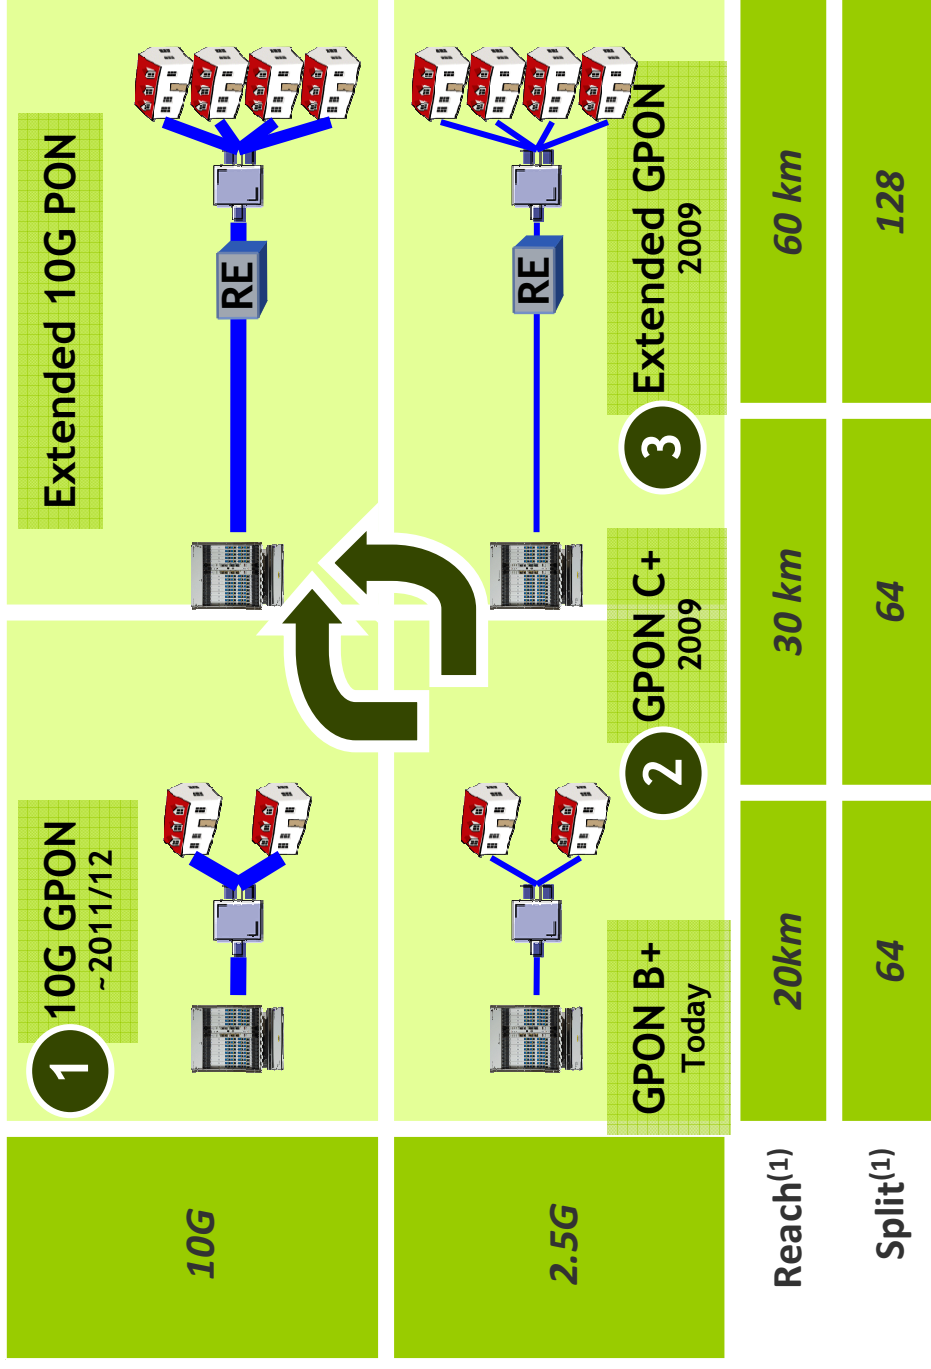 10G
1
10G GPON
~2011/12
Extended 10G PON
RE
2.5G
RE
GPON B+
Today
2
GPON C+
2009
3
Extended GPON
2009
Reach(1)
20km
30 km
60 km
Split(1)
64
64
128